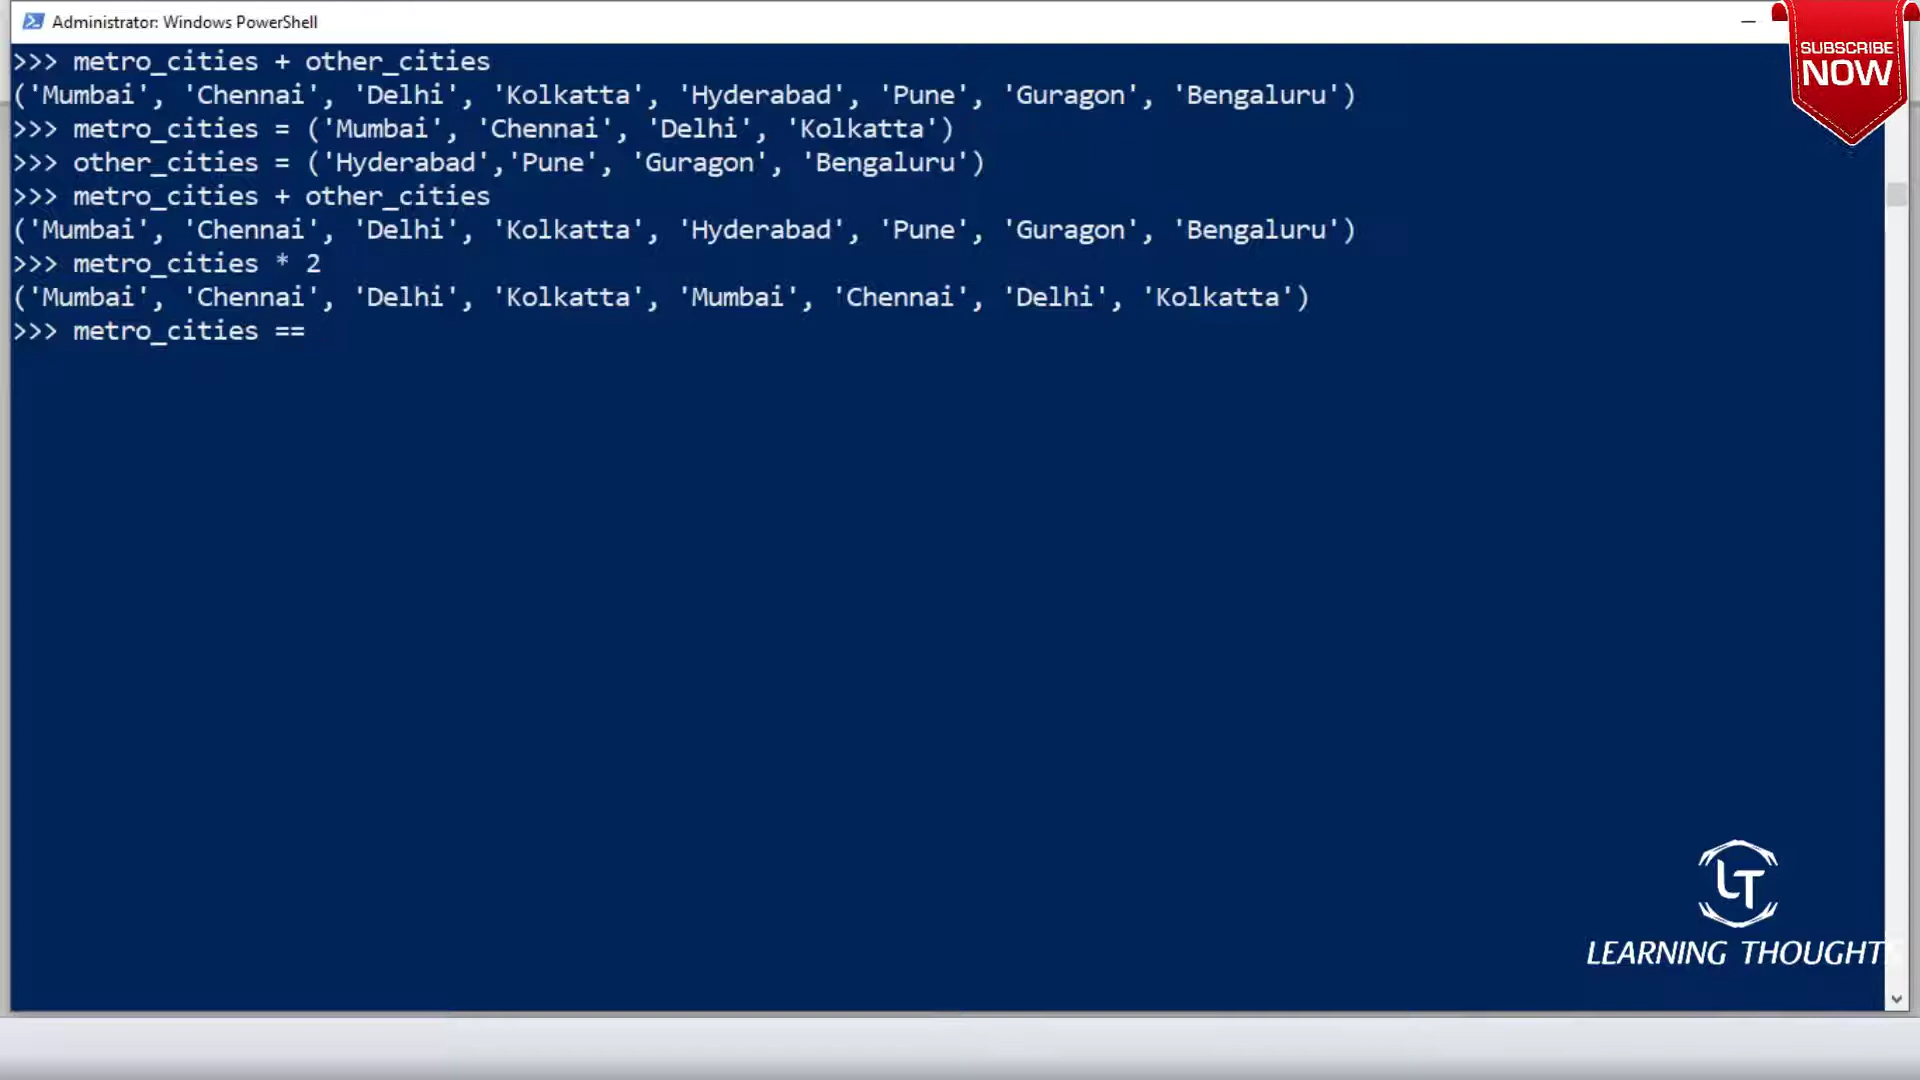 Administrator: Windows PowerShell
SUBSCRIBE
NOW
>>> metro_cities + other_cities
('Mumbai', 'Chennai', 'Delhi', 'Kolkatta', 'Hyderabad', 'Pune', 'Guragon', 'Bengaluru')
>>> metro_cities = ('Mumbai', 'Chennai', 'Delhi', 'Kolkatta')
>>> other_cities = ('Hyderabad','Pune', 'Guragon', 'Bengaluru')
>>> metro_cities + other_cities
('Mumbai', 'Chennai', 'Delhi', 'Kolkatta', 'Hyderabad', 'Pune', 'Guragon', 'Bengaluru')
>>> metro_cities * 2
('Mumbai', 'Chennai', 'Delhi', 'Kolkatta', 'Mumbai', 'Chennai', 'Delhi', 'Kolkatta')
>>> metro_cities ==
LT
LEARNING THOUGHTS